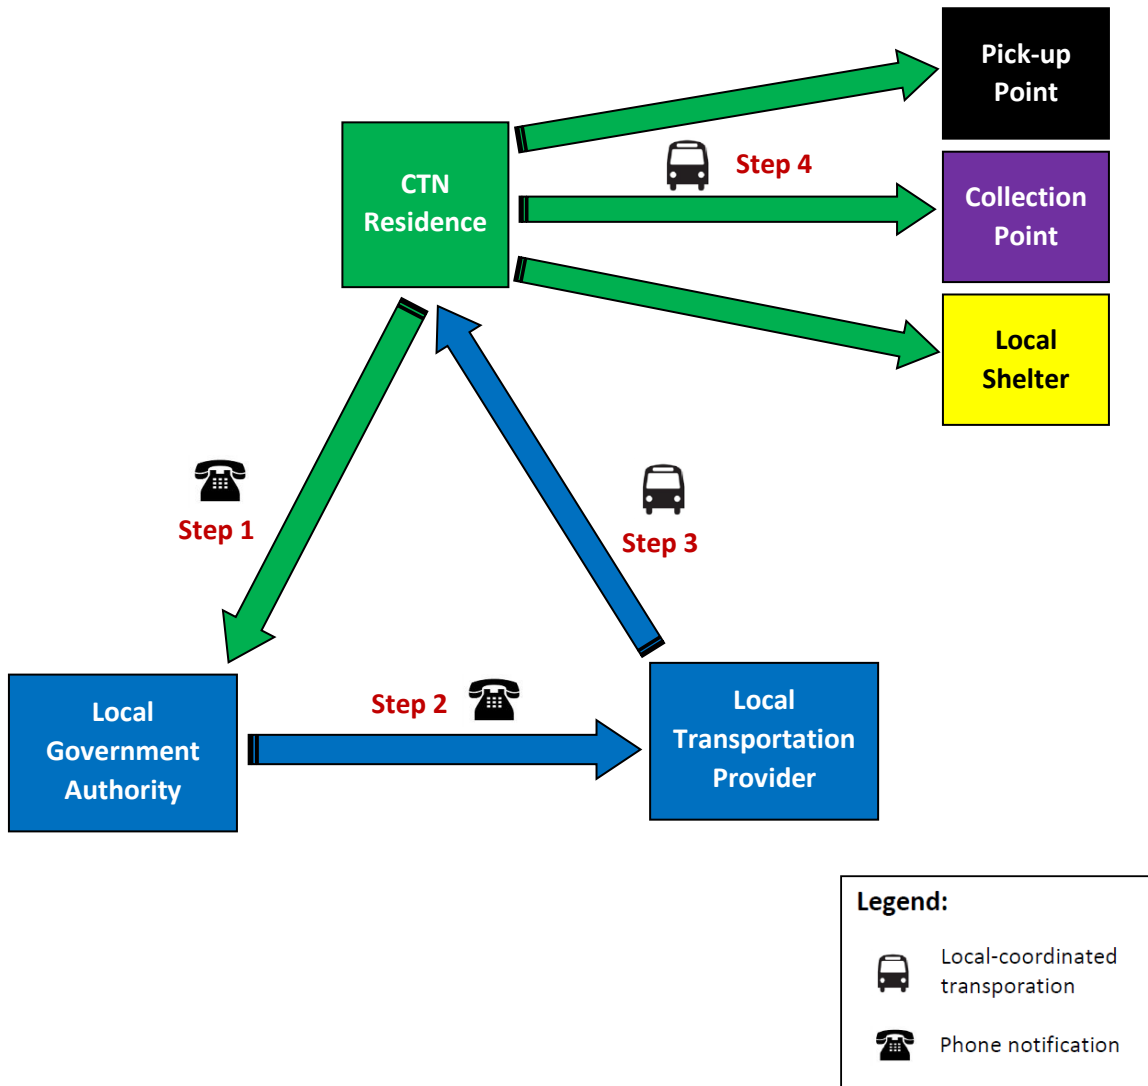 Pick-up
Point
Step 4
CTN
Residence
Collection
Point
Local
Shelter
Step 1
Step 3
Step 2
Local
Government
Authority
Local
Transportation
Provider
Legend:
Local-coordinated
transporation
Phone notification